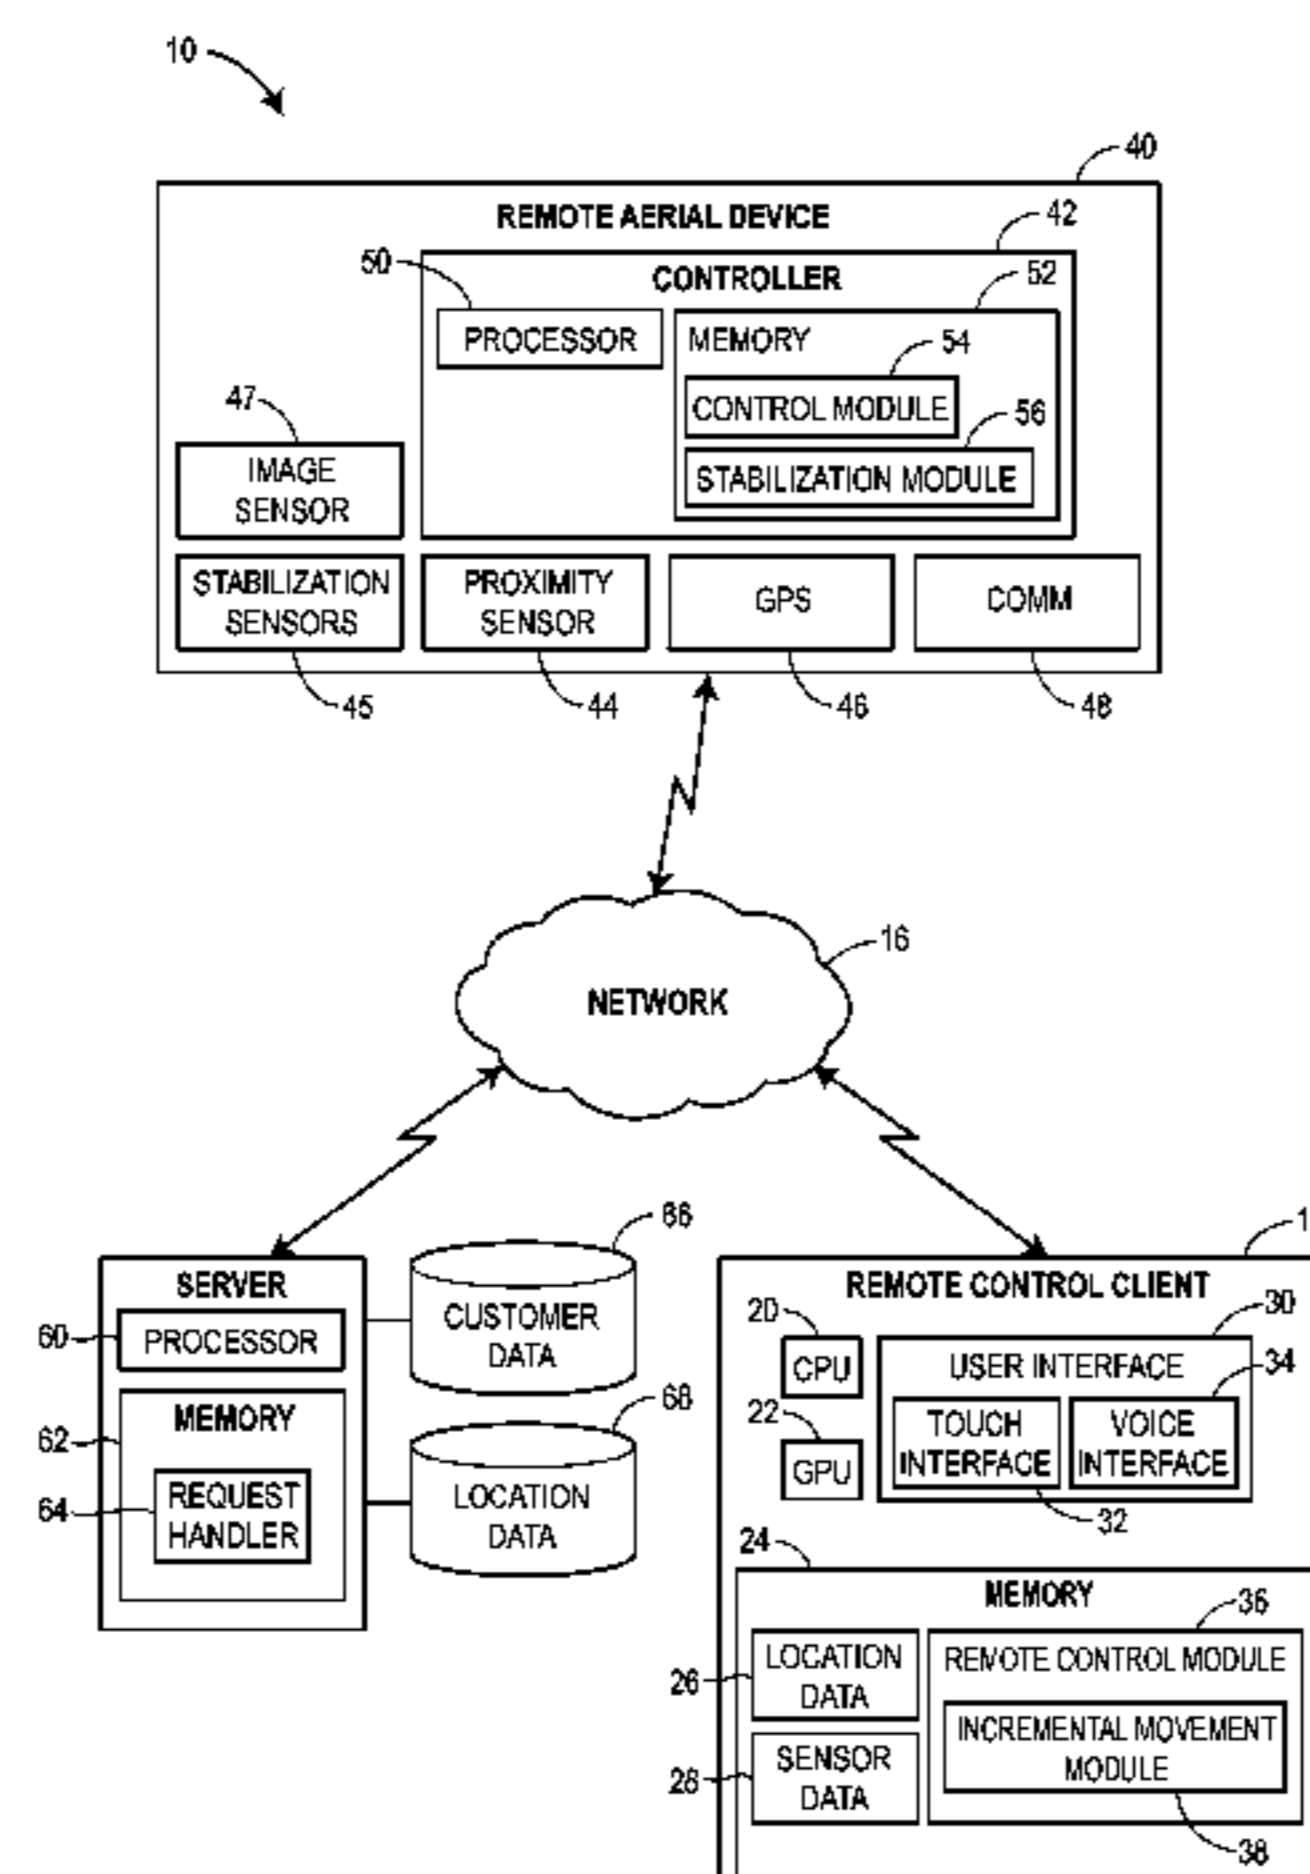 10
40
REMOTE AERIAL DEVICE
42
50
CONTROLLER
52
PROCESSOR
MEMORY
54
CONTROL MODULE
47
56
IMAGE
SENSOR
STABILIZATION MODULE
STABILIZATION
SENSORS
PROXIMITY
SENSOR
GPS
COMM
45
44
46
48
16
NETWORK
66
SERVER
60
PROCESSOR
CUSTOMER
DATA
MEMORY
62
68
64
REQUEST
HANDLER
LOCATION
DATA
1
REMOTE CONTROL CLIENT
20
30
CPU
USER INTERFACE
34
22
TOUCH
INTERFACE
VOICE
INTERFACE
GPU
32
24
MEMORY
36
LOCATION
DATA
26
REMOTE CONTROL MODULE
INCREMENTAL MOVEMENT
MODULE
SENSOR
DATA
28
38